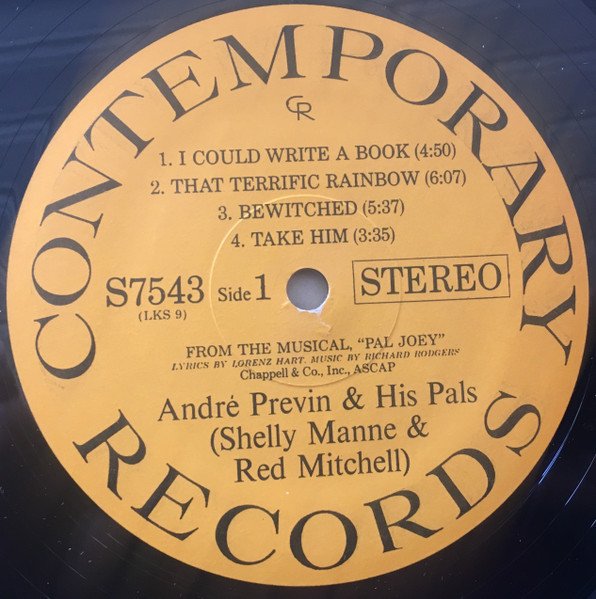 CONTEMPORARY
CR
1. I COULD WRITE A BOOK (4:50)
2. THAT TERRIFIC RAINBOW (6:07)
3. BEWITCHED (5:37)
4. TAKE HIM (3:35)
S7543 Side 1 STEREO
(LKS 9)
FROM THE MUSICAL, "PAL JOEY"
LYRICS BY LORENZ HART. MUSIC BY RICHARD RODGERS
Chappell & Co., Inc., ASCAP
André Previn & His Pals
(Shelly Manne &
Red Mitchell)
RECORDS